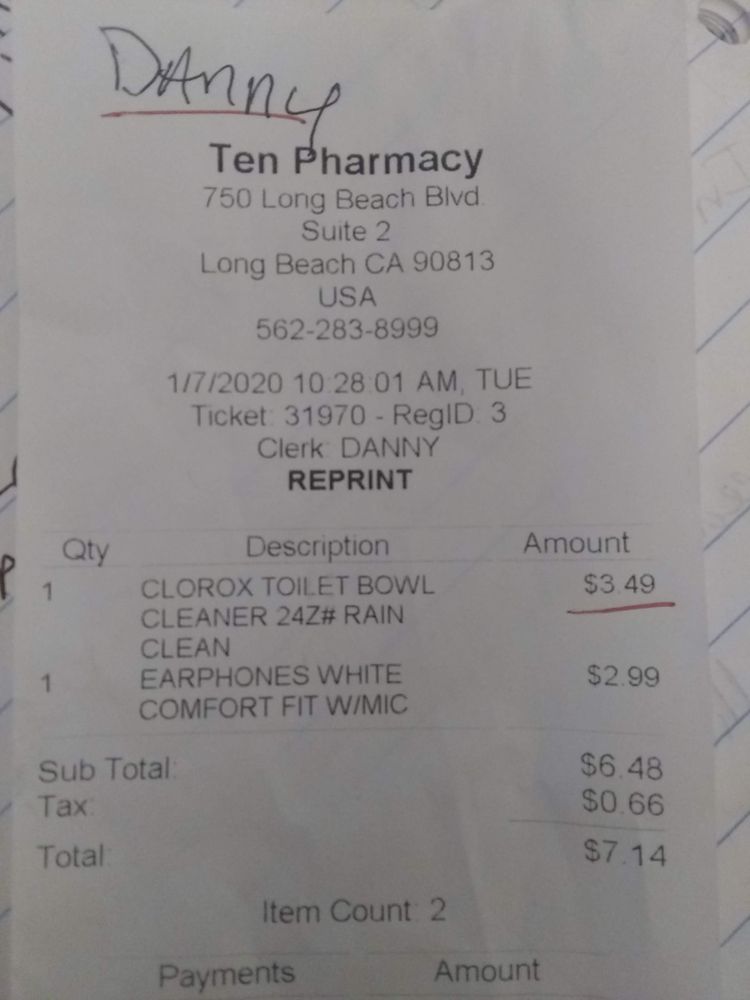 DAnny
Ten Pharmacy
750 Long Beach Blvd.
Suite 2
Long Beach CA 90813
USA
562-283-8999
1/7/2020 10:28:01 AM, TUE
Ticket: 31970 - RegID: 3
Clerk: DANNY
REPRINT
Qty Description Amount
1 CLOROX TOILET BOWL $3.49
CLEANER 24Z# RAIN
CLEAN
1 EARPHONES WHITE $2.99
COMFORT FIT W/MIC
Sub Total: $6.48
Tax: $0.66
Total: $7.14
Item Count: 2
Payments Amount